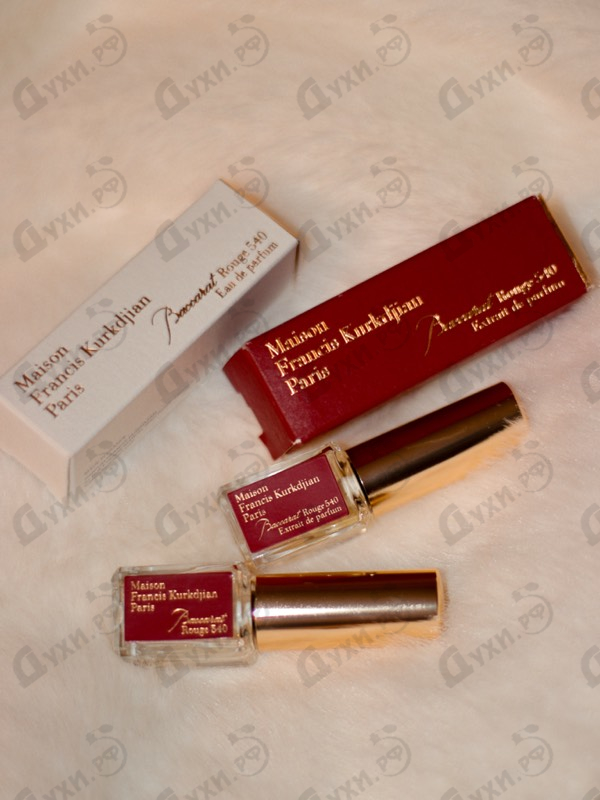 Maison
Francis Kurkdjian
Paris
Baccarat Rouge 540
Eau de parfum
Maison
Francis Kurkdjian
Paris
Baccarat Rouge 540
Extrait de parfum
Maison
Francis Kurkdjian
Paris
Baccarat Rouge 540
Extrait de parfum
Maison
Francis Kurkdjian
Paris
Baccarat
Rouge 540
Духи.РФ